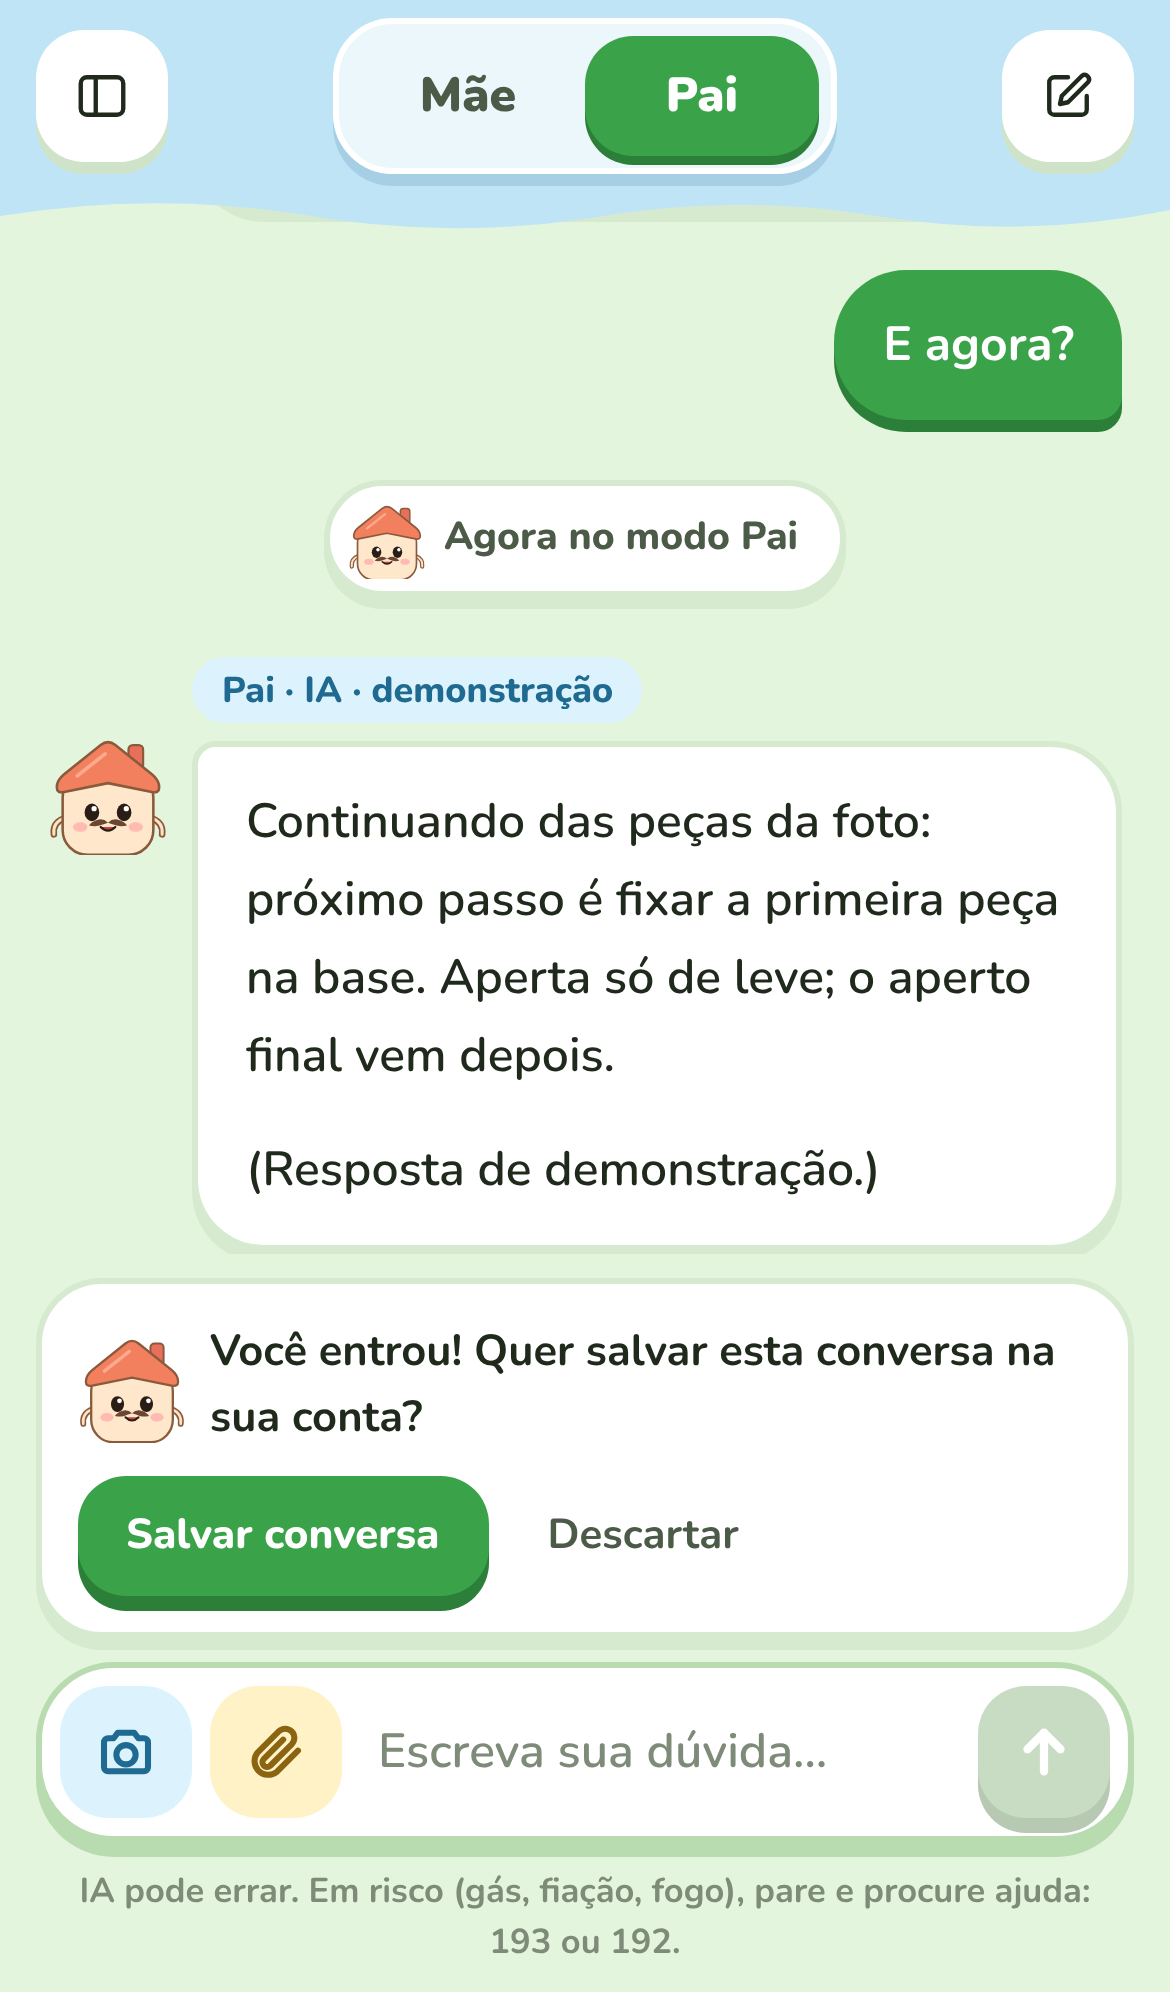 Mãe
Pai
E agora?
Agora no modo Pai
Pai · IA · demonstração
Continuando das peças da foto:
próximo passo é fixar a primeira peça
na base. Aperta só de leve; o aperto
final vem depois.
(Resposta de demonstração.)
Você entrou! Quer salvar esta conversa na
sua conta?
Salvar conversa
Descartar
Escreva sua dúvida...
IA pode errar. Em risco (gás, fiação, fogo), pare e procure ajuda:
193 ou 192.